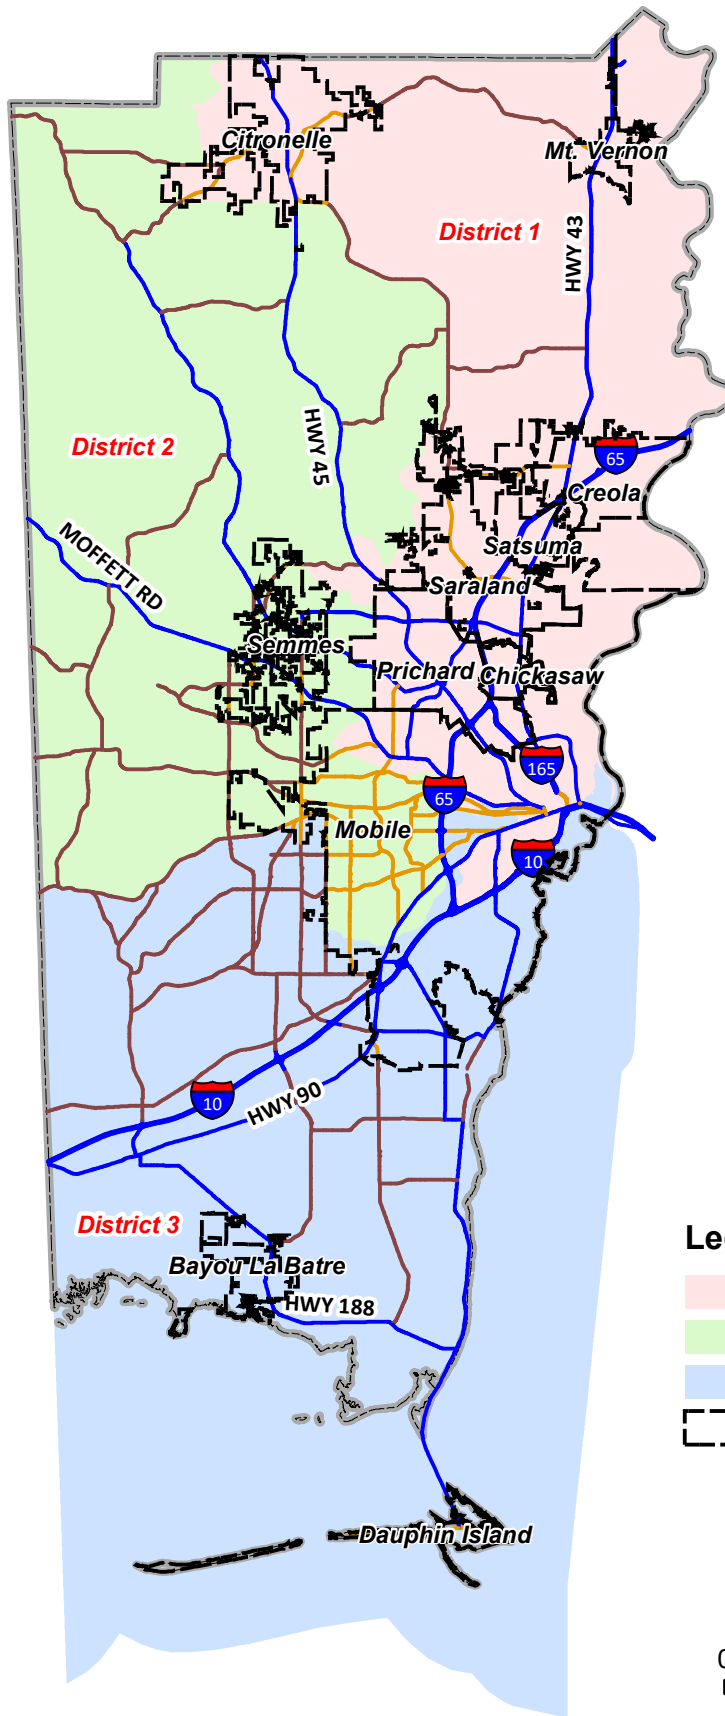 Citronelle
Mt. Vernon
District 1
HWY 43
District 2
HWY 45
65
Creola
MOFFETT RD
Satsuma
Saraland
Semmes
Prichard
Chickasaw
165
65
Mobile
10
10
HWY 90
District 3
Bayou La Batre
HWY 188
Dauphin Island